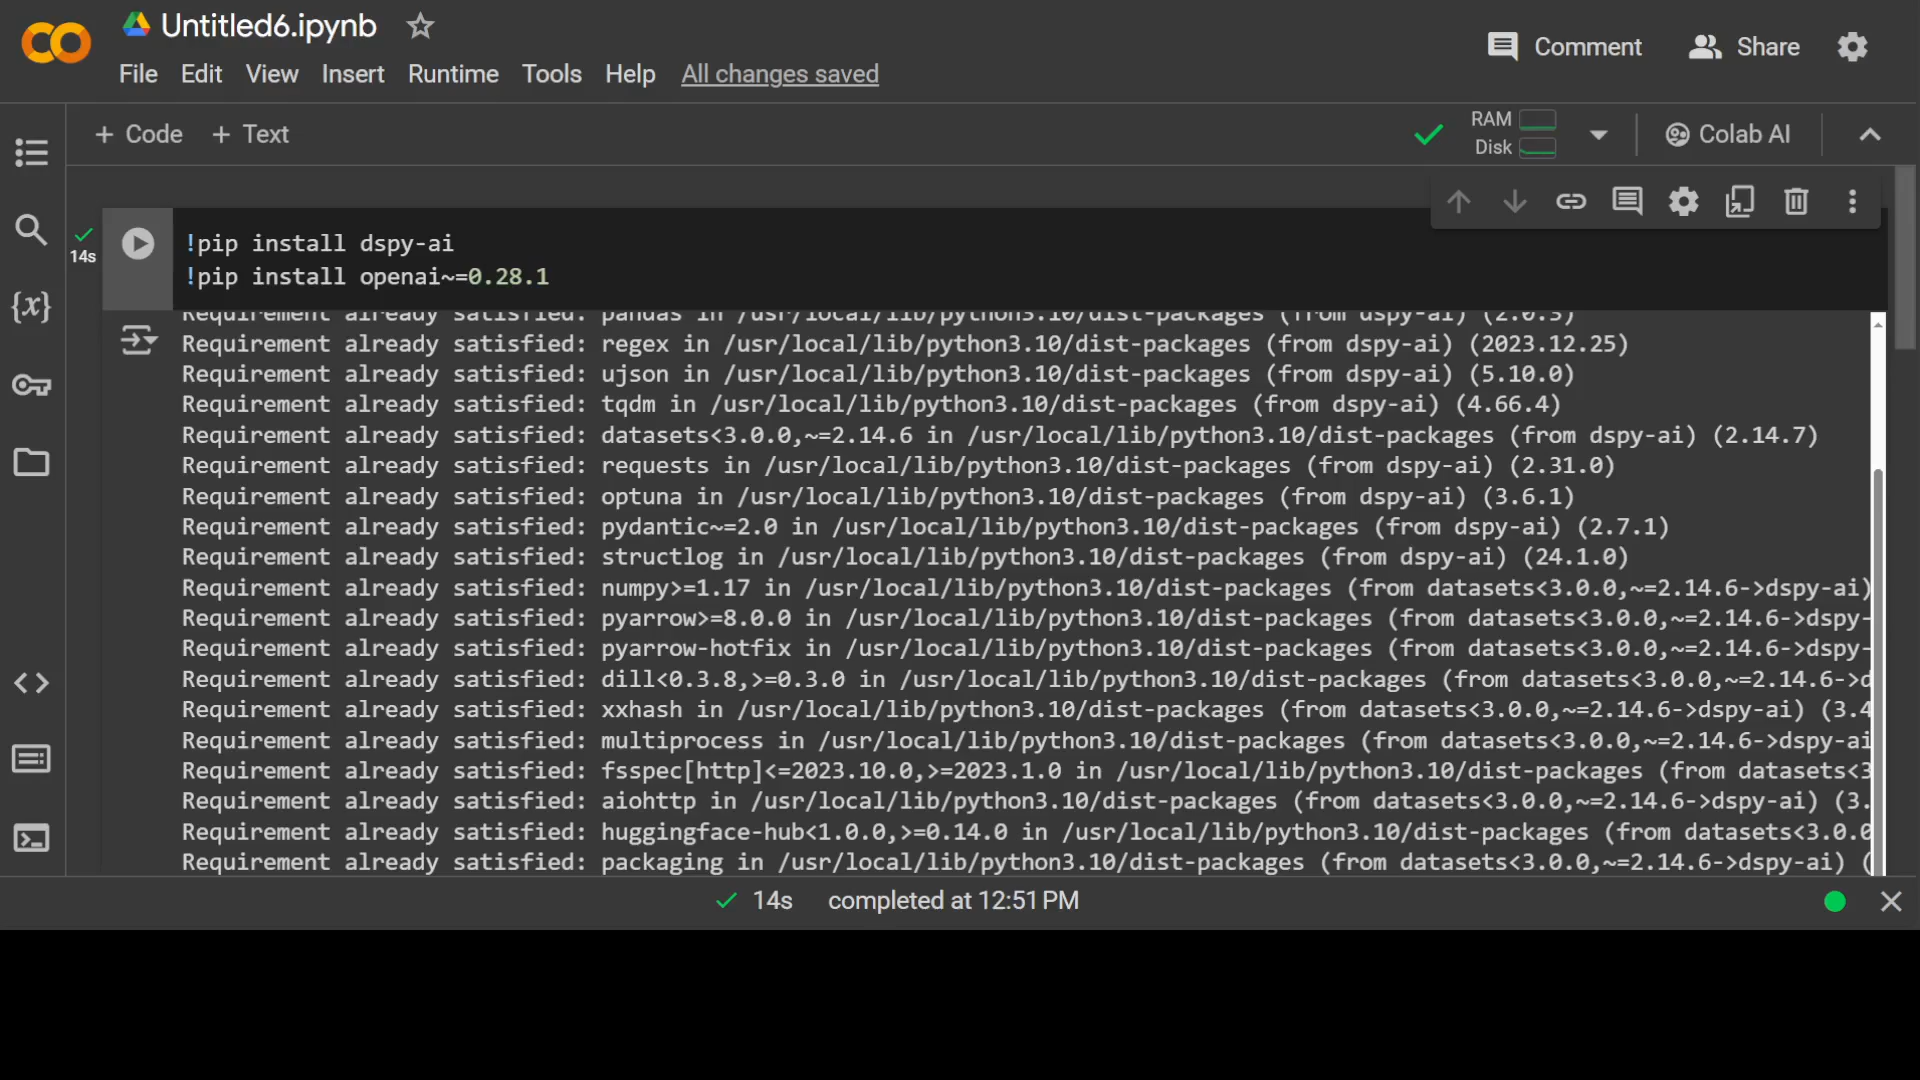 Untitled6.ipynb
Comment
Share
File Edit View Insert Runtime Tools Help All changes saved
+ Code + Text
RAM
Disk
Colab AI
14s
!pip install dspy-ai
!pip install openai~=0.28.1
Requirement already satisfied: pandas in /usr/local/lib/python3.10/dist-packages (from dspy-ai) (2.0.3)
Requirement already satisfied: regex in /usr/local/lib/python3.10/dist-packages (from dspy-ai) (2023.12.25)
Requirement already satisfied: ujson in /usr/local/lib/python3.10/dist-packages (from dspy-ai) (5.10.0)
Requirement already satisfied: tqdm in /usr/local/lib/python3.10/dist-packages (from dspy-ai) (4.66.4)
Requirement already satisfied: datasets<3.0.0,~=2.14.6 in /usr/local/lib/python3.10/dist-packages (from dspy-ai) (2.14.7)
Requirement already satisfied: requests in /usr/local/lib/python3.10/dist-packages (from dspy-ai) (2.31.0)
Requirement already satisfied: optuna in /usr/local/lib/python3.10/dist-packages (from dspy-ai) (3.6.1)
Requirement already satisfied: pydantic~=2.0 in /usr/local/lib/python3.10/dist-packages (from dspy-ai) (2.7.1)
Requirement already satisfied: structlog in /usr/local/lib/python3.10/dist-packages (from dspy-ai) (24.1.0)
Requirement already satisfied: numpy>=1.17 in /usr/local/lib/python3.10/dist-packages (from datasets<3.0.0,~=2.14.6->dspy-ai)
Requirement already satisfied: pyarrow>=8.0.0 in /usr/local/lib/python3.10/dist-packages (from datasets<3.0.0,~=2.14.6->dspy-
Requirement already satisfied: pyarrow-hotfix in /usr/local/lib/python3.10/dist-packages (from datasets<3.0.0,~=2.14.6->dspy-
Requirement already satisfied: dill<0.3.8,>=0.3.0 in /usr/local/lib/python3.10/dist-packages (from datasets<3.0.0,~=2.14.6->d
Requirement already satisfied: xxhash in /usr/local/lib/python3.10/dist-packages (from datasets<3.0.0,~=2.14.6->dspy-ai) (3.4
Requirement already satisfied: multiprocess in /usr/local/lib/python3.10/dist-packages (from datasets<3.0.0,~=2.14.6->dspy-ai
Requirement already satisfied: fsspec[http]<=2023.10.0,>=2023.1.0 in /usr/local/lib/python3.10/dist-packages (from datasets<3
Requirement already satisfied: aiohttp in /usr/local/lib/python3.10/dist-packages (from datasets<3.0.0,~=2.14.6->dspy-ai) (3.
Requirement already satisfied: huggingface-hub<1.0.0,>=0.14.0 in /usr/local/lib/python3.10/dist-packages (from datasets<3.0.0
Requirement already satisfied: packaging in /usr/local/lib/python3.10/dist-packages (from datasets<3.0.0,~=2.14.6->dspy-ai) (
14s completed at 12:51 PM